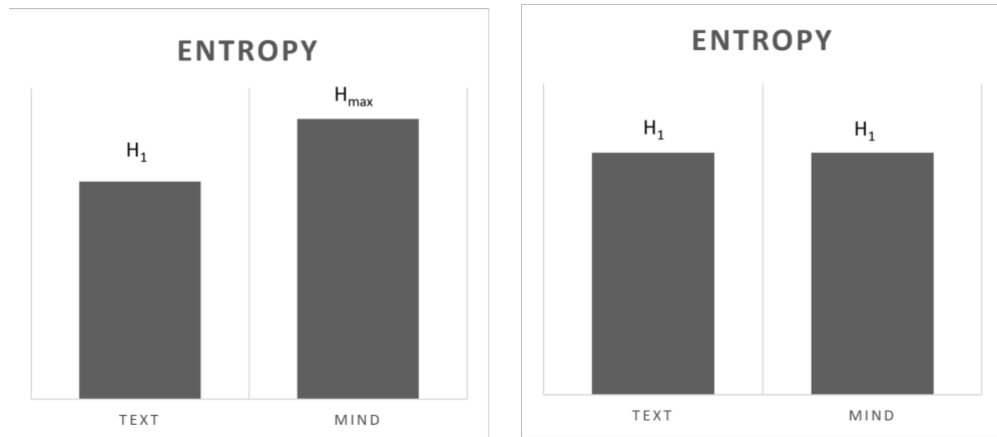 ENTROPY
H₁
Hmax
TEXT
MIND
ENTROPY
H₁
H₁
TEXT
MIND